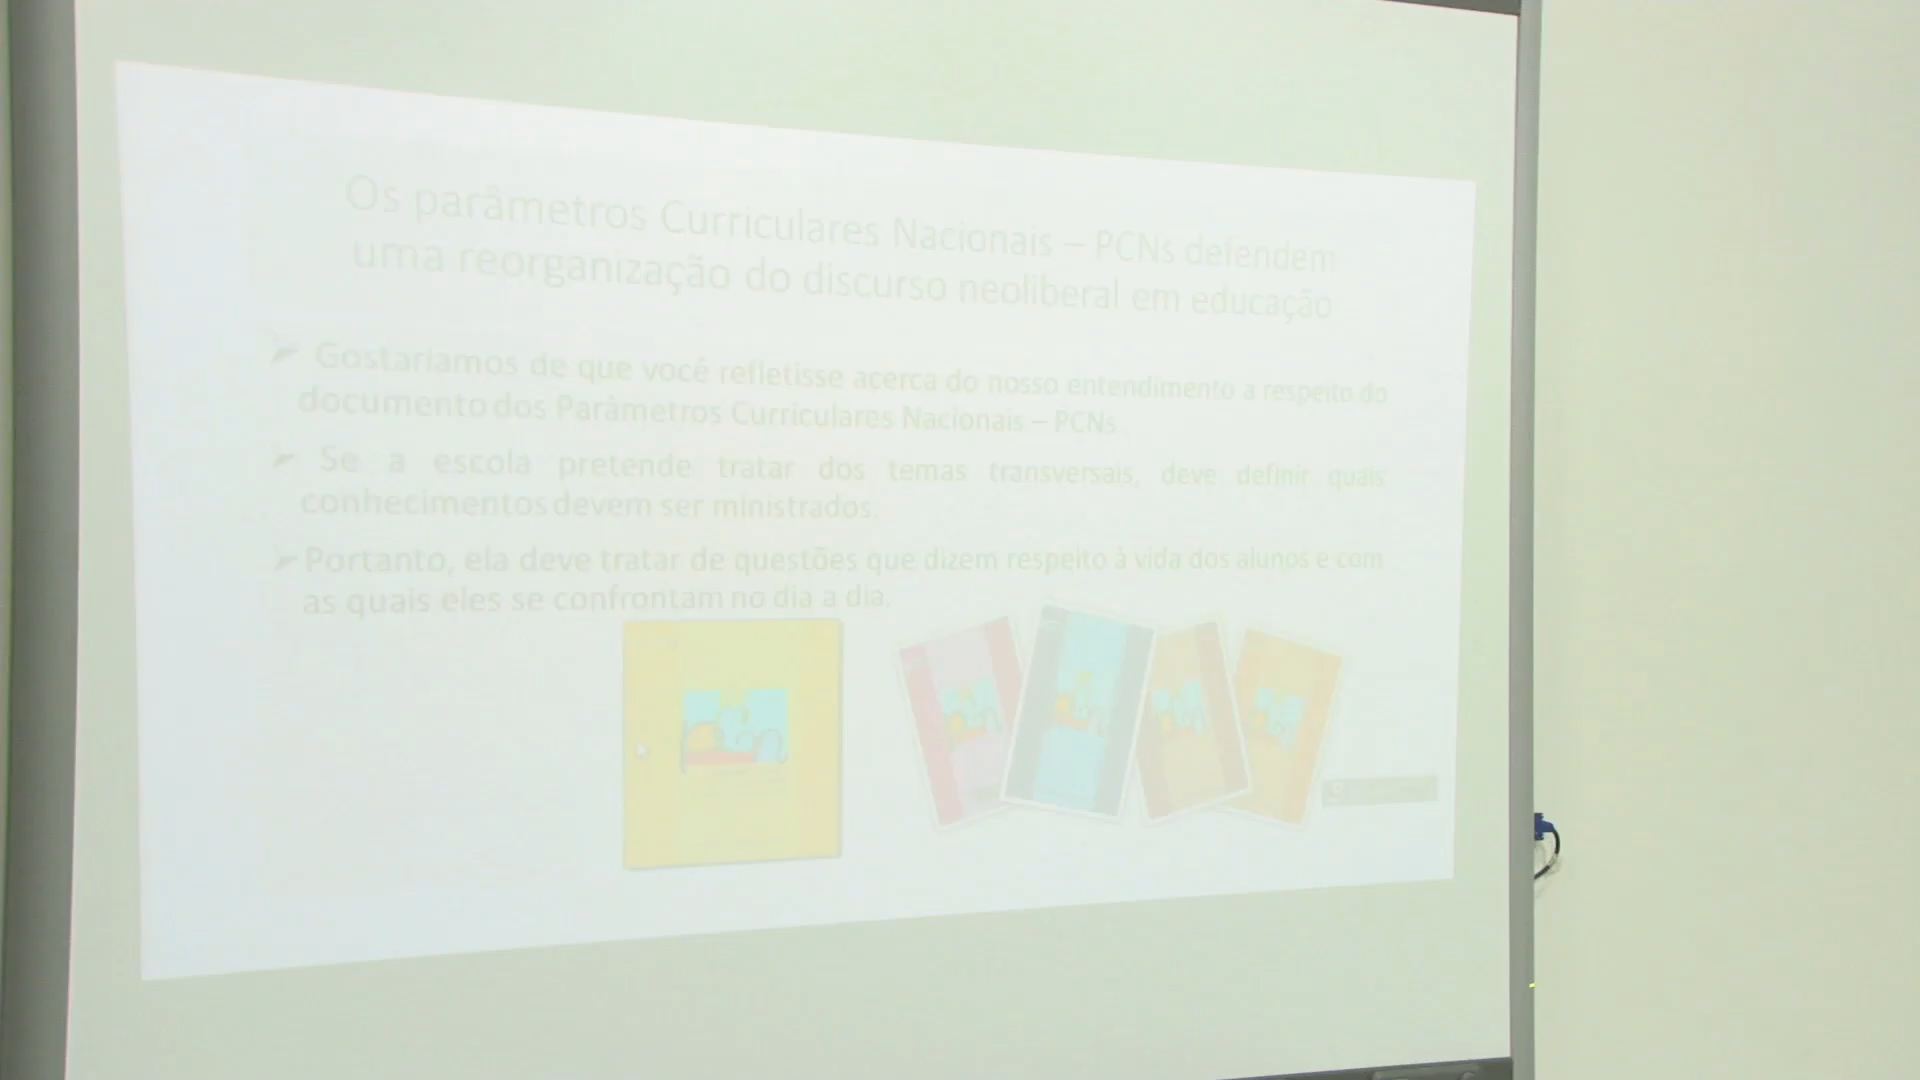 Os parâmetros Curriculares Nacionais – PCNs defendem
uma reorganização do discurso neoliberal em educação
Gostaríamos de que você refletisse acerca do nosso entendimento a respeito do
documento dos Parâmetros Curriculares Nacionais – PCNs
Se a escola pretende tratar dos temas transversais, deve definir quais
conhecimentos devem ser ministrados.
Portanto, ela deve tratar de questões que dizem respeito à vida dos alunos e com
as quais eles se confrontam no dia a dia.